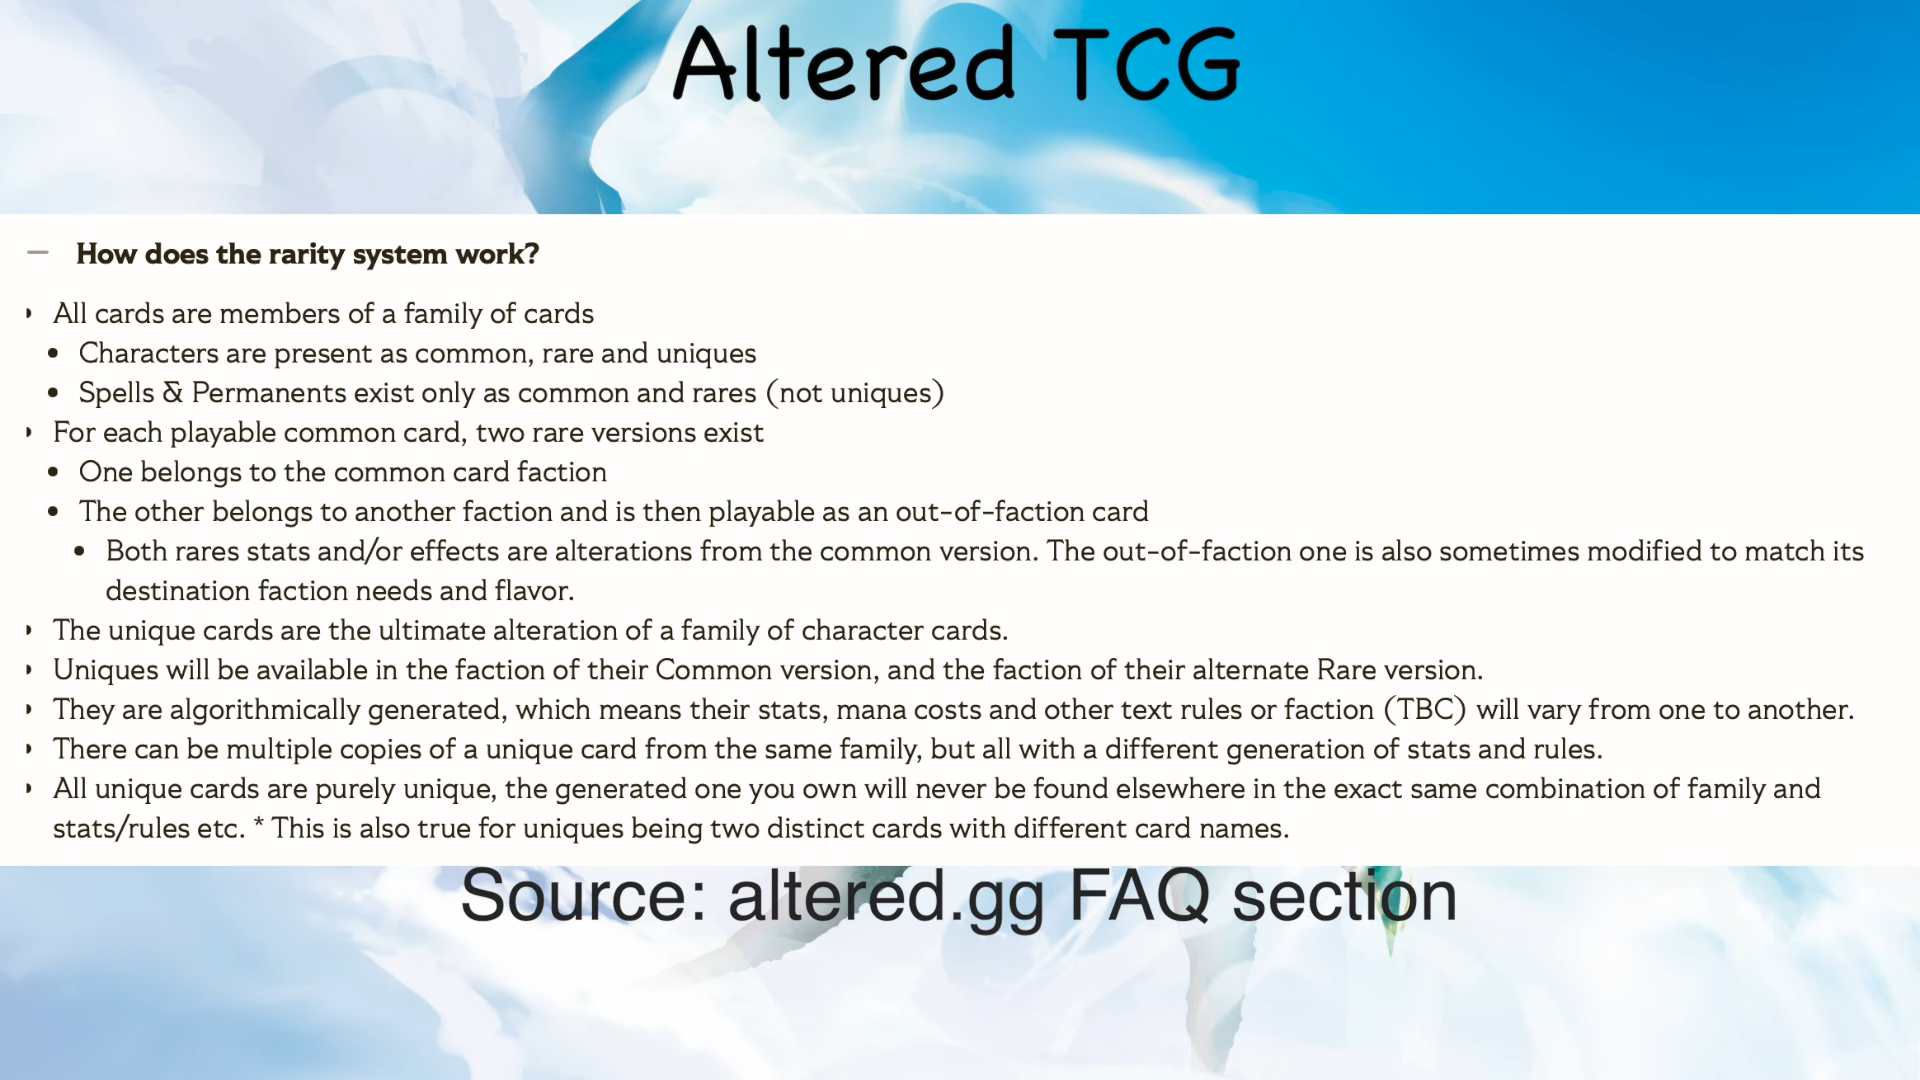 Altered TCG
— How does the rarity system work?
‣ All cards are members of a family of cards
• Characters are present as common, rare and uniques
• Spells & Permanents exist only as common and rares (not uniques)
‣ For each playable common card, two rare versions exist
• One belongs to the common card faction
• The other belongs to another faction and is then playable as an out-of-faction card
• Both rares stats and/or effects are alterations from the common version. The out-of-faction one is also sometimes modified to match its
destination faction needs and flavor.
‣ The unique cards are the ultimate alteration of a family of character cards.
‣ Uniques will be available in the faction of their Common version, and the faction of their alternate Rare version.
‣ They are algorithmically generated, which means their stats, mana costs and other text rules or faction (TBC) will vary from one to another.
‣ There can be multiple copies of a unique card from the same family, but all with a different generation of stats and rules.
‣ All unique cards are purely unique, the generated one you own will never be found elsewhere in the exact same combination of family and
stats/rules etc. * This is also true for uniques being two distinct cards with different card names.
Source: altered.gg FAQ section